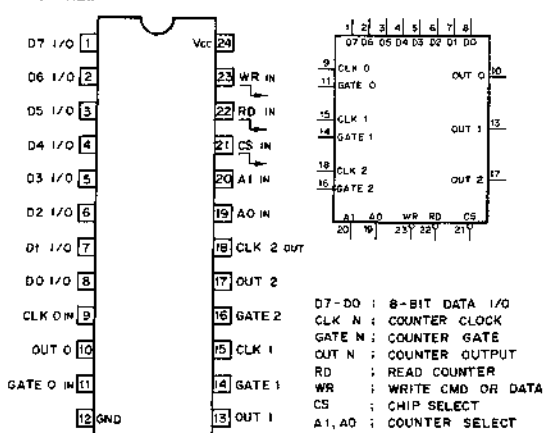 D7 I/O 1
D6 I/O 2
D5 I/O 3
D4 I/O 4
D3 I/O 5
D2 I/O 6
D1 I/O 7
D0 I/O 8
CLK 0 IN 9
OUT 0 10
GATE 0 IN 11
12 GND
Vcc 24
23 WR IN
22 RD IN
21 CS IN
20 A1 IN
19 A0 IN
18 CLK 2 OUT
17 OUT 2
16 GATE 2
15 CLK 1
14 GATE 1
13 OUT 1
1 2 3 4 5 6 7 8
D7 D6 D5 D4 D3 D2 D1 D0
9 CLK 0
11 GATE 0
OUT 0 10
15 CLK 1
14 GATE 1
OUT 1 13
18 CLK 2
16 GATE 2
OUT 2 17
A1 A0 WR RD CS
20 19 23 22 21
D7-D0 ; 8-BIT DATA I/O
CLK N ; COUNTER CLOCK
GATE N ; COUNTER GATE
OUT N ; COUNTER OUTPUT
RD ; READ COUNTER
WR ; WRITE CMD OR DATA
CS ; CHIP SELECT
A1, A0 ; COUNTER SELECT